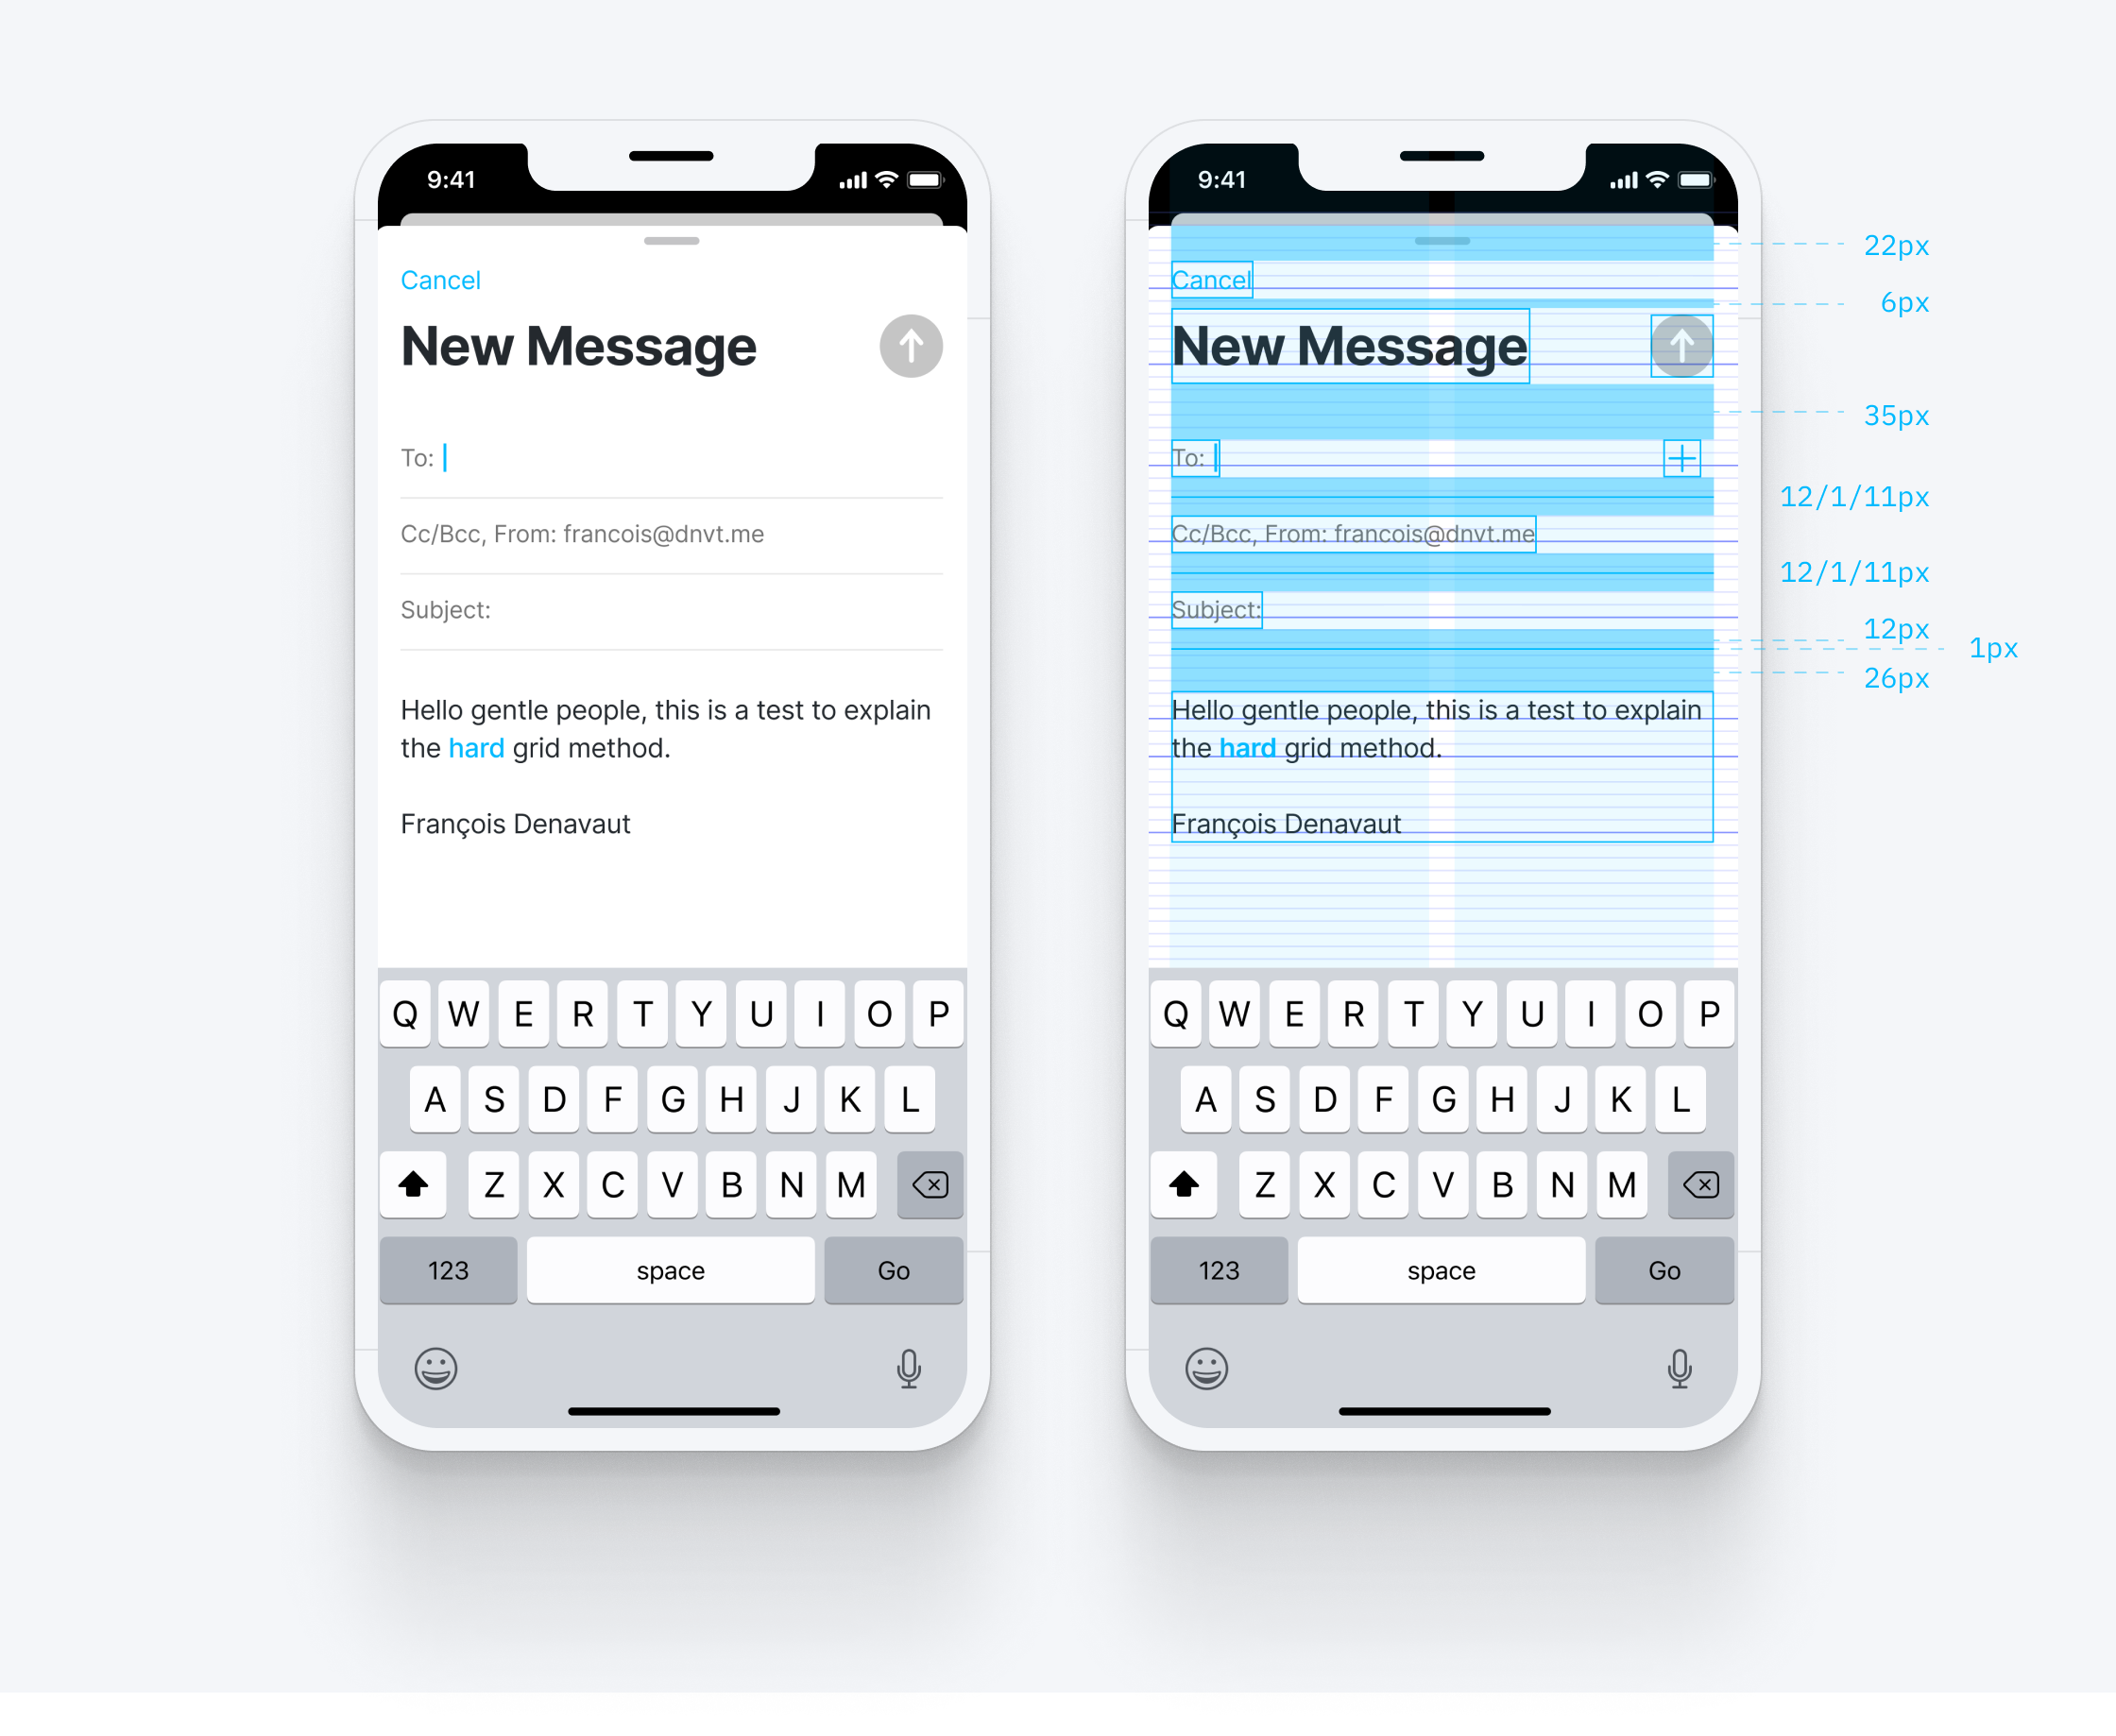 9:41
Cancel
New Message
To:
Cc/Bcc, From: francois@dnvt.me
Subject:
Hello gentle people, this is a test to explain
the hard grid method.
François Denavaut
Q W E R T Y U I O P
A S D F G H J K L
Z X C V B N M
123 space Go
9:41
Cancel
New Message
To:
Cc/Bcc, From: francois@dnvt.me
Subject:
Hello gentle people, this is a test to explain
the hard grid method.
François Denavaut
Q W E R T Y U I O P
A S D F G H J K L
Z X C V B N M
123 space Go
22px
6px
35px
12/1/11px
12/1/11px
12px
1px
26px